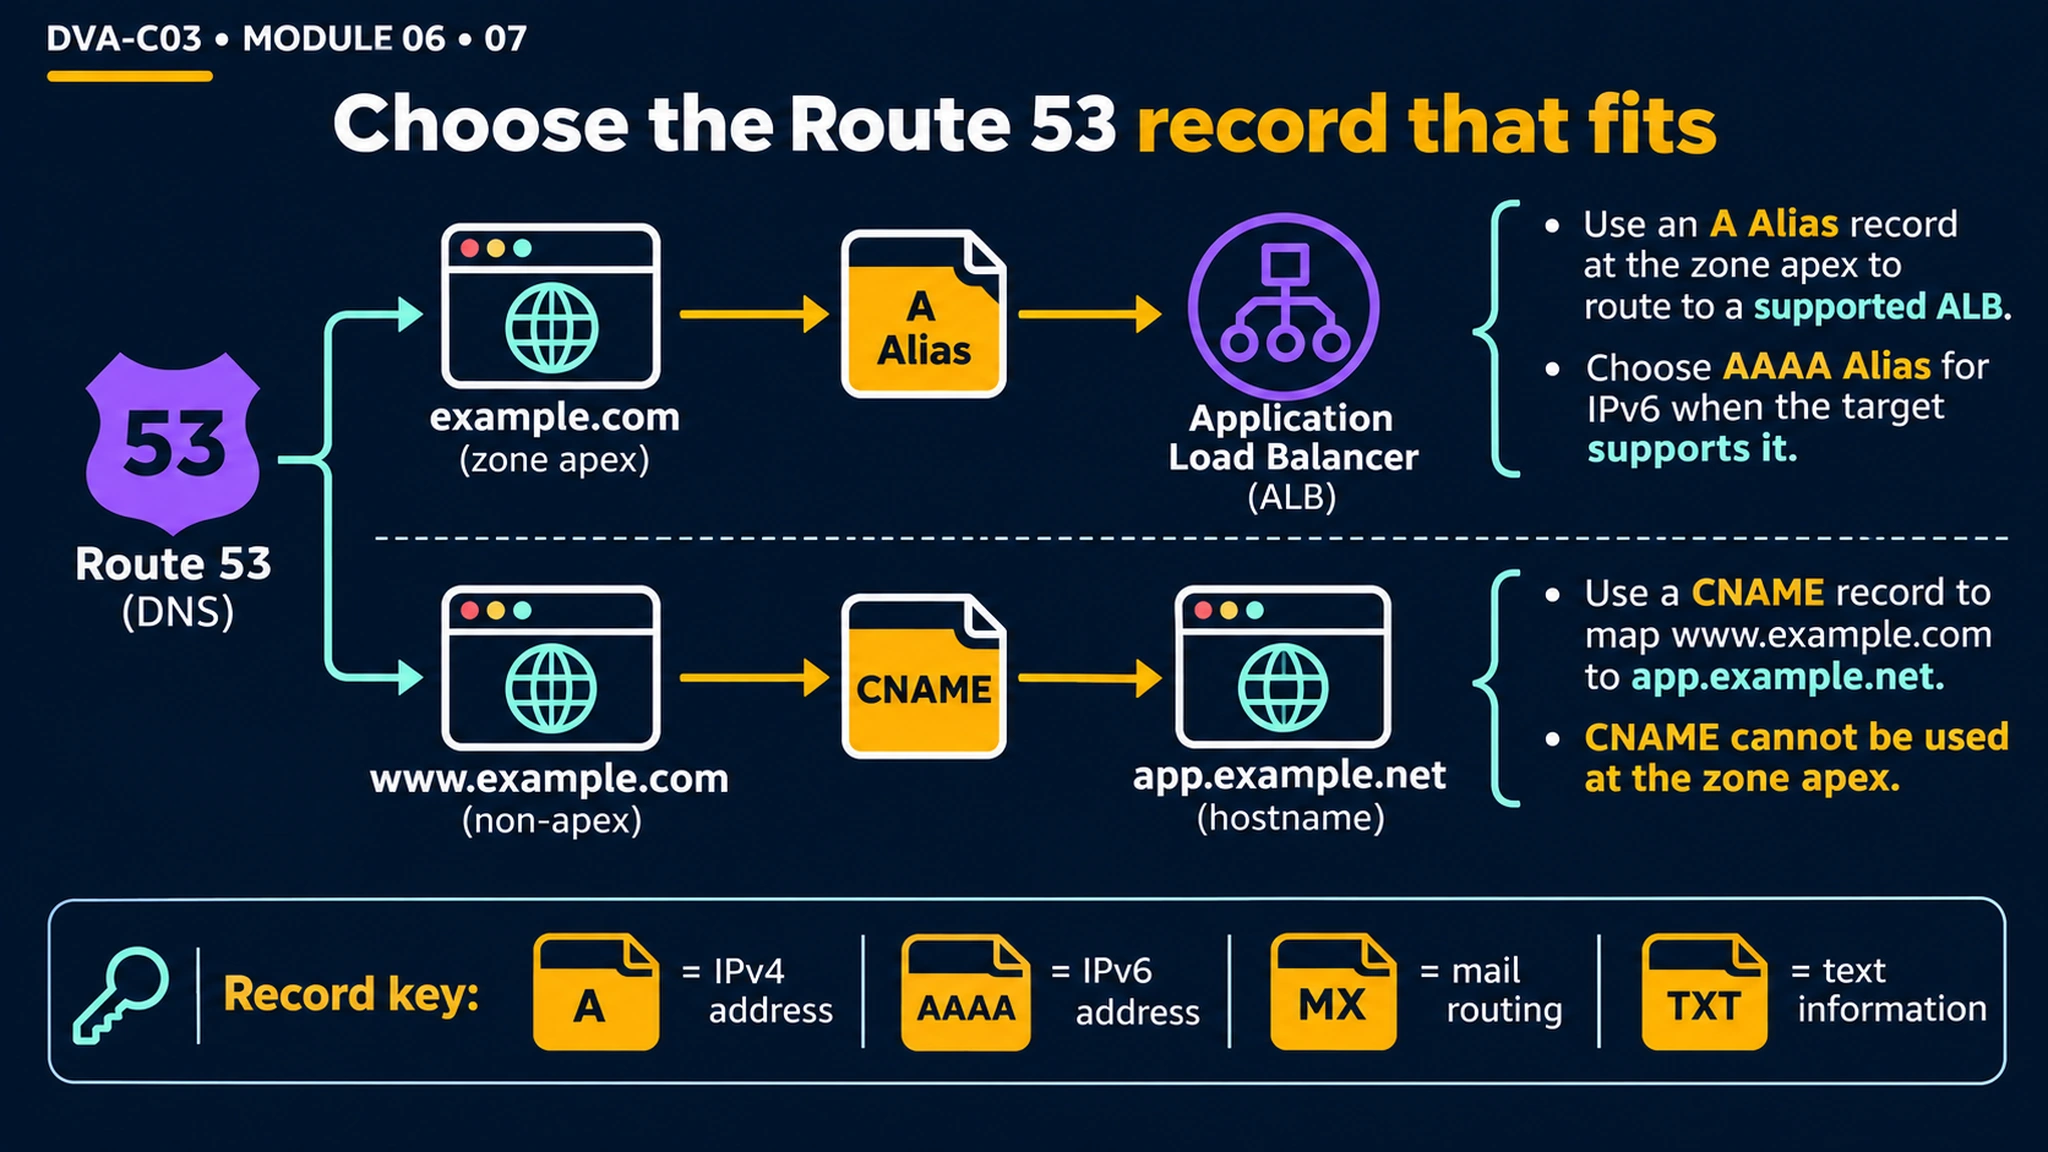 DVA-C03 • MODULE 06 • 07
Choose the Route 53 record that fits
53
Route 53
(DNS)
example.com
(zone apex)
A
Alias
Application
Load Balancer
(ALB)
• Use an A Alias record
at the zone apex to
route to a supported ALB.
• Choose AAAA Alias for
IPv6 when the target
supports it.
www.example.com
(non-apex)
CNAME
app.example.net
(hostname)
• Use a CNAME record to
map www.example.com
to app.example.net.
• CNAME cannot be used
at the zone apex.
Record key:
A
= IPv4
address
AAAA
= IPv6
address
MX
= mail
routing
TXT
= text
information